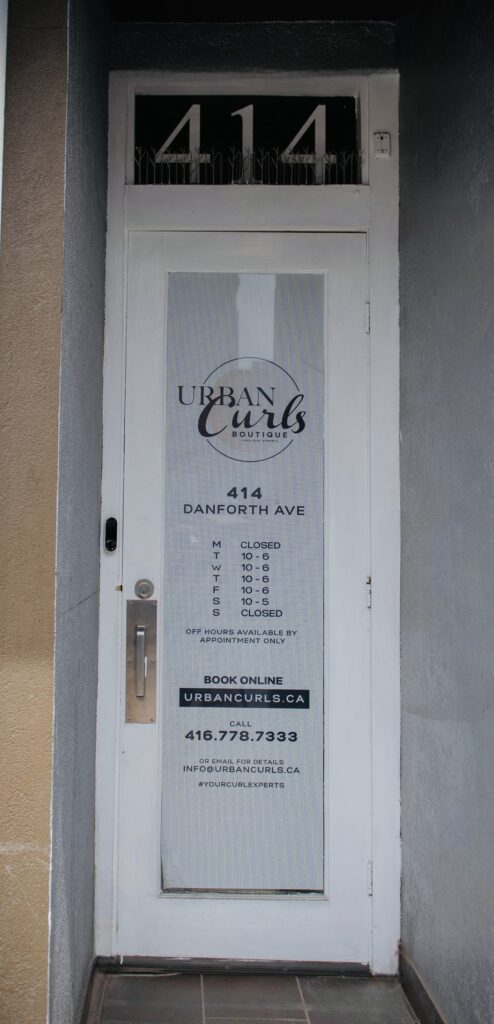 414
URBAN
Curls
BOUTIQUE
414
DANFORTH AVE
M CLOSED
T 10 - 6
W 10 - 6
T 10 - 6
F 10 - 6
S 10 - 5
S CLOSED
OFF HOURS AVAILABLE BY
APPOINTMENT ONLY
BOOK ONLINE
URBANCURLS.CA
CALL
416.778.7333
OR EMAIL FOR DETAILS
INFO@URBANCURLS.CA
#YOURCURLEXPERTS